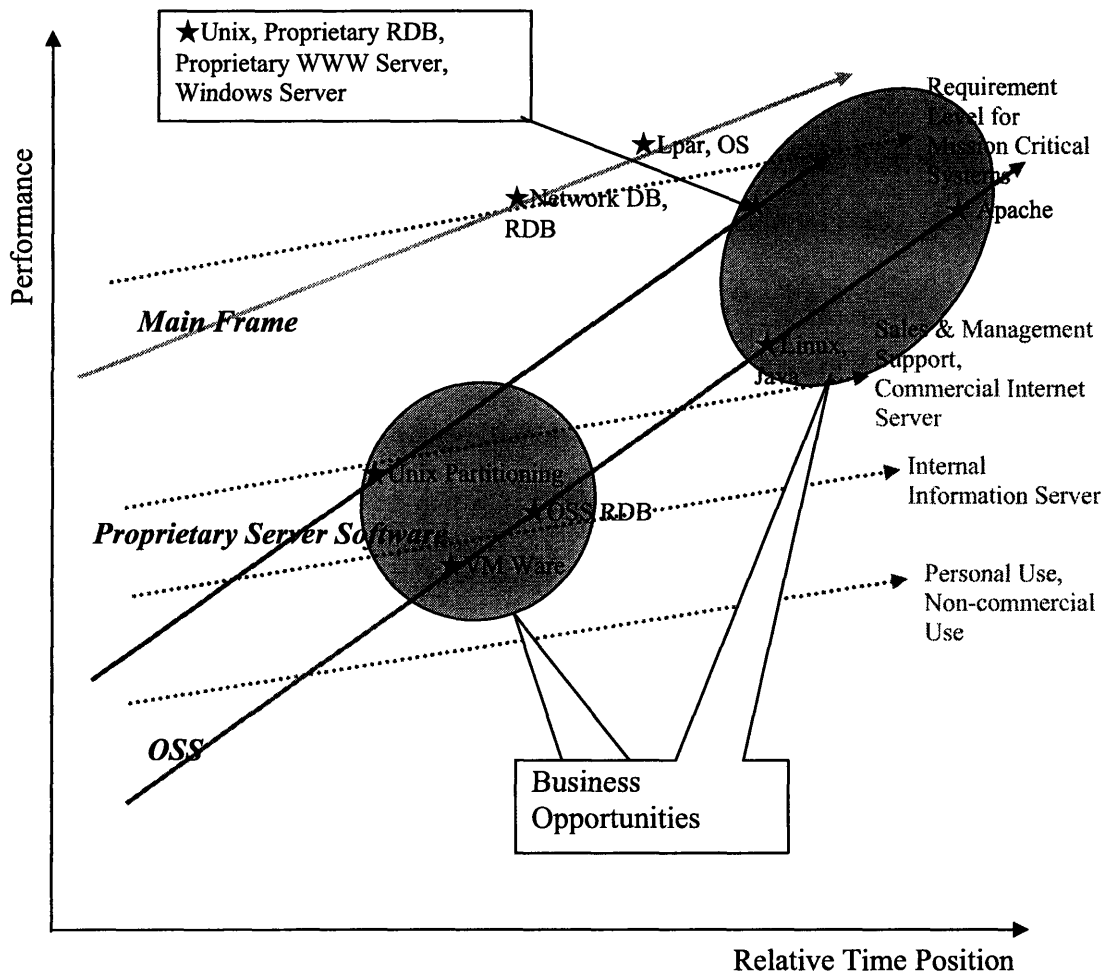 ★Unix, Proprietary RDB,
Proprietary WWW Server,
Windows Server
Requirement
Level for
Mission Critical
Systems
★Lpar, OS
★Network DB,
RDB
★Apache
Performance
Main Frame
Sales & Management
Support,
Commercial Internet
Server
★Linux,
Java
★Unix Partitioning
Internal
Information Server
★OSS RDB
Proprietary Server Software
★VM Ware
Personal Use,
Non-commercial
Use
OSS
Business
Opportunities
Relative Time Position